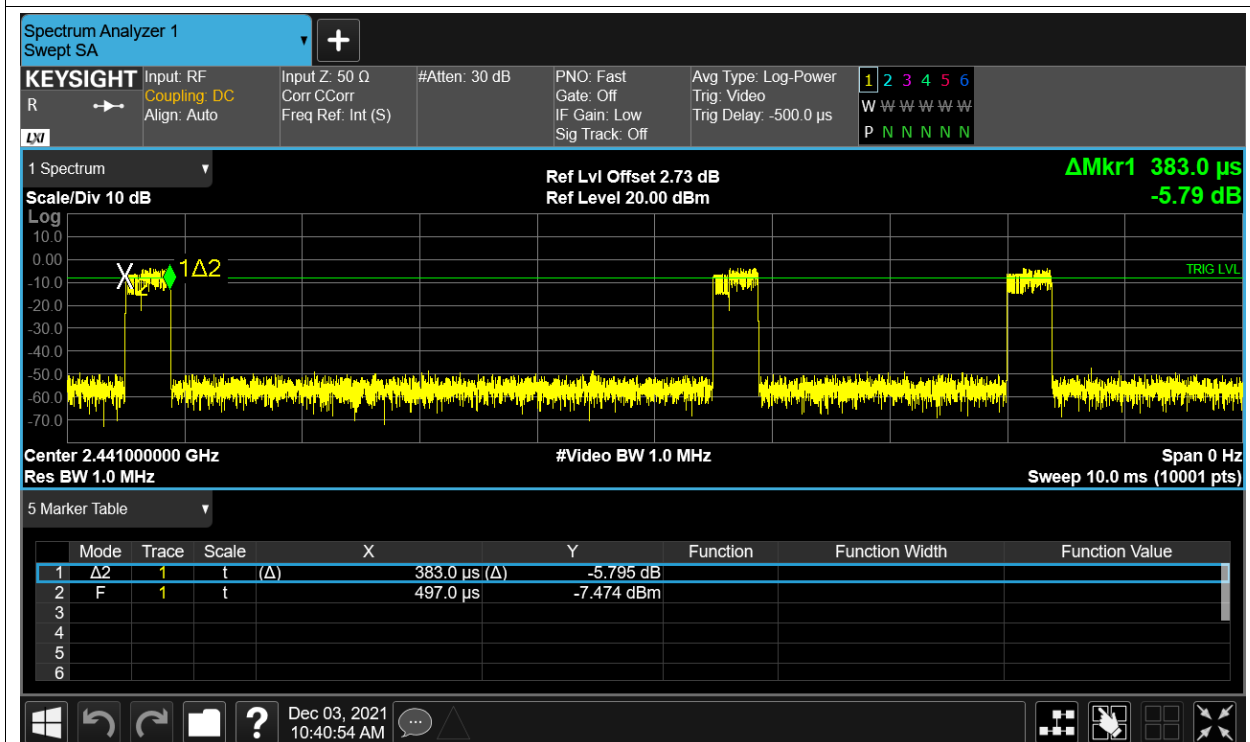 Spectrum Analyzer 1
Swept SA
+
KEYSIGHT Input: RF Input Z: 50 Ω #Atten: 30 dB PNO: Fast Avg Type: Log-Power 1 2 3 4 5 6
R Coupling: DC Corr CCorr Gate: Off Trig: Video W W W W W W
Align: Auto Freq Ref: Int (S) IF Gain: Low Trig Delay: -500.0 µs
LXI Sig Track: Off P N N N N N
1 Spectrum
Scale/Div 10 dB Ref Lvl Offset 2.73 dB ΔMkr1 383.0 µs
Ref Level 20.00 dBm -5.79 dB
Log
10.0
0.00
-10.0
-20.0
-30.0
-40.0
-50.0
-60.0
-70.0
X2 1Δ2
TRIG LVL
Center 2.441000000 GHz #Video BW 1.0 MHz Span 0 Hz
Res BW 1.0 MHz Sweep 10.0 ms (10001 pts)
5 Marker Table
Mode Trace Scale X Y Function Function Width Function Value
1 Δ2 1 t (Δ) 383.0 µs (Δ) -5.795 dB
2 F 1 t 497.0 µs -7.474 dBm
3
4
5
6
? Dec 03, 2021
10:40:54 AM